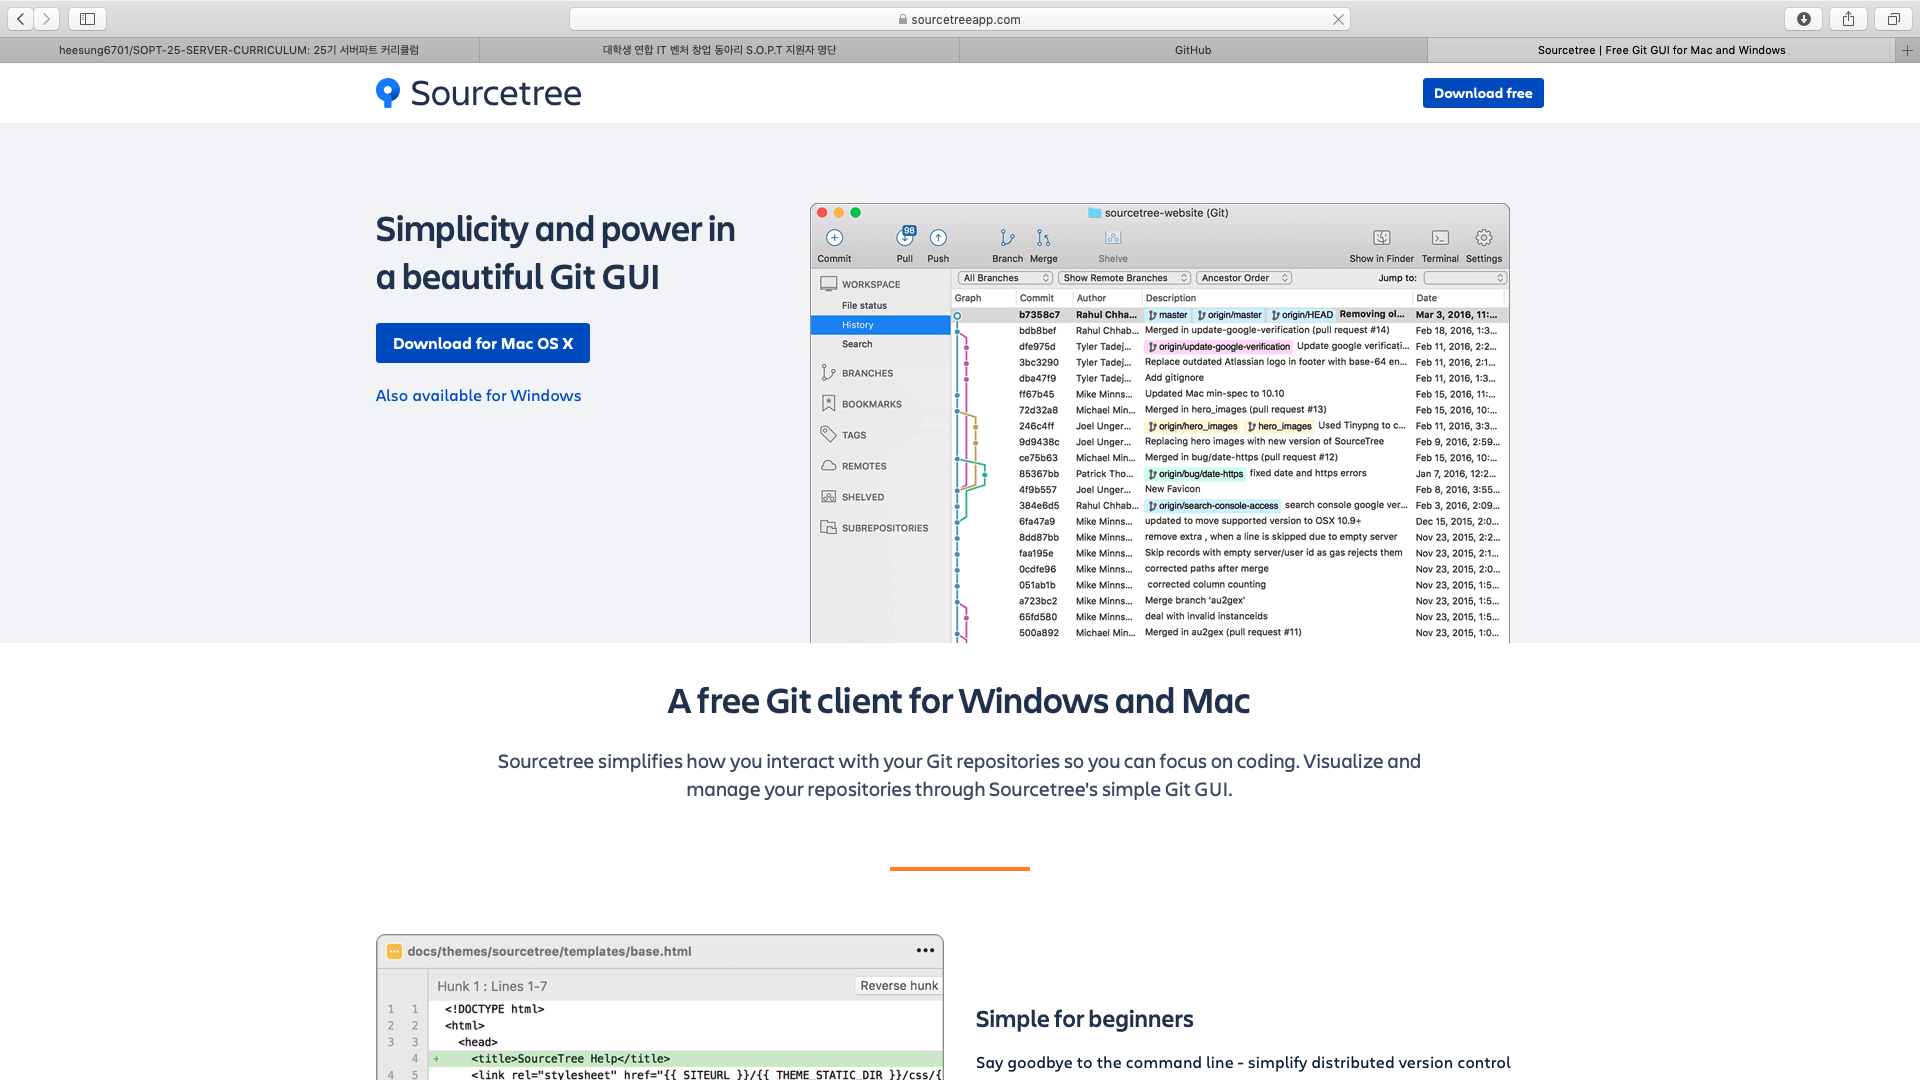 sourcetreeapp.com
heesung6701/SOPT-25-SERVER-CURRICULUM: 25기 서버파트 커리큘럼
대학생 연합 IT 벤처 창업 동아리 S.O.P.T 지원자 명단
GitHub
Sourcetree | Free Git GUI for Mac and Windows
Sourcetree
Download free
Simplicity and power in
a beautiful Git GUI
Download for Mac OS X
Also available for Windows
sourcetree-website (Git)
98
Commit Pull Push Branch Merge Shelve Show in Finder Terminal Settings
All Branches Show Remote Branches Ancestor Order Jump to:
WORKSPACE
File status
History
Search
BRANCHES
BOOKMARKS
TAGS
REMOTES
SHELVED
SUBREPOSITORIES
Graph Commit Author Description Date
b7358c7 Rahul Chha... master origin/master origin/HEAD Removing ol... Mar 3, 2016, 11:...
bdb8bef Rahul Chhab... Merged in update-google-verification (pull request #14) Feb 18, 2016, 1:3...
dfe975d Tyler Tadej... origin/update-google-verification Update google verificati... Feb 11, 2016, 2:2...
3bc3290 Tyler Tadej... Replace outdated Atlassian logo in footer with base-64 en... Feb 11, 2016, 2:1...
dba47f9 Tyler Tadej... Add gitignore Feb 11, 2016, 1:3...
ff67b45 Mike Minns... Updated Mac min-spec to 10.10 Feb 15, 2016, 11:...
72d32a8 Michael Min... Merged in hero_images (pull request #13) Feb 15, 2016, 10:...
246c4ff Joel Unger... origin/hero_images hero_images Used Tinypng to c... Feb 11, 2016, 3:3...
9d9438c Joel Unger... Replacing hero images with new version of SourceTree Feb 9, 2016, 2:59...
ce75b63 Michael Min... Merged in bug/date-https (pull request #12) Feb 15, 2016, 10:...
85367bb Patrick Tho... origin/bug/date-https fixed date and https errors Jan 7, 2016, 12:2...
4f9b557 Joel Unger... New Favicon Feb 8, 2016, 3:55...
384e6d5 Rahul Chhab... origin/search-console-access search console google ver... Feb 3, 2016, 2:09...
6fa47a9 Mike Minns... updated to move supported version to OSX 10.9+ Dec 15, 2015, 2:0...
8dd87bb Mike Minns... remove extra , when a line is skipped due to empty server Nov 23, 2015, 2:2...
faa195e Mike Minns... Skip records with empty server/user id as gas rejects them Nov 23, 2015, 2:1...
0cdfe96 Mike Minns... corrected paths after merge Nov 23, 2015, 2:0...
051ab1b Mike Minns... corrected column counting Nov 23, 2015, 1:5...
a723bc2 Mike Minns... Merge branch 'au2gex' Nov 23, 2015, 1:5...
65fd580 Mike Minns... deal with invalid instanceids Nov 23, 2015, 1:5...
500a892 Michael Min... Merged in au2gex (pull request #11) Nov 23, 2015, 1:0...
A free Git client for Windows and Mac
Sourcetree simplifies how you interact with your Git repositories so you can focus on coding. Visualize and
manage your repositories through Sourcetree's simple Git GUI.
docs/themes/sourcetree/templates/base.html
Hunk 1 : Lines 1-7 Reverse hunk
1 1 <!DOCTYPE html>
2 2 <html>
3 3 <head>
4 + <title>SourceTree Help</title>
4 5 <link rel="stylesheet" href="{{ SITEURL }}/{{ THEME_STATIC_DIR }}/css/{
Simple for beginners
Say goodbye to the command line - simplify distributed version control